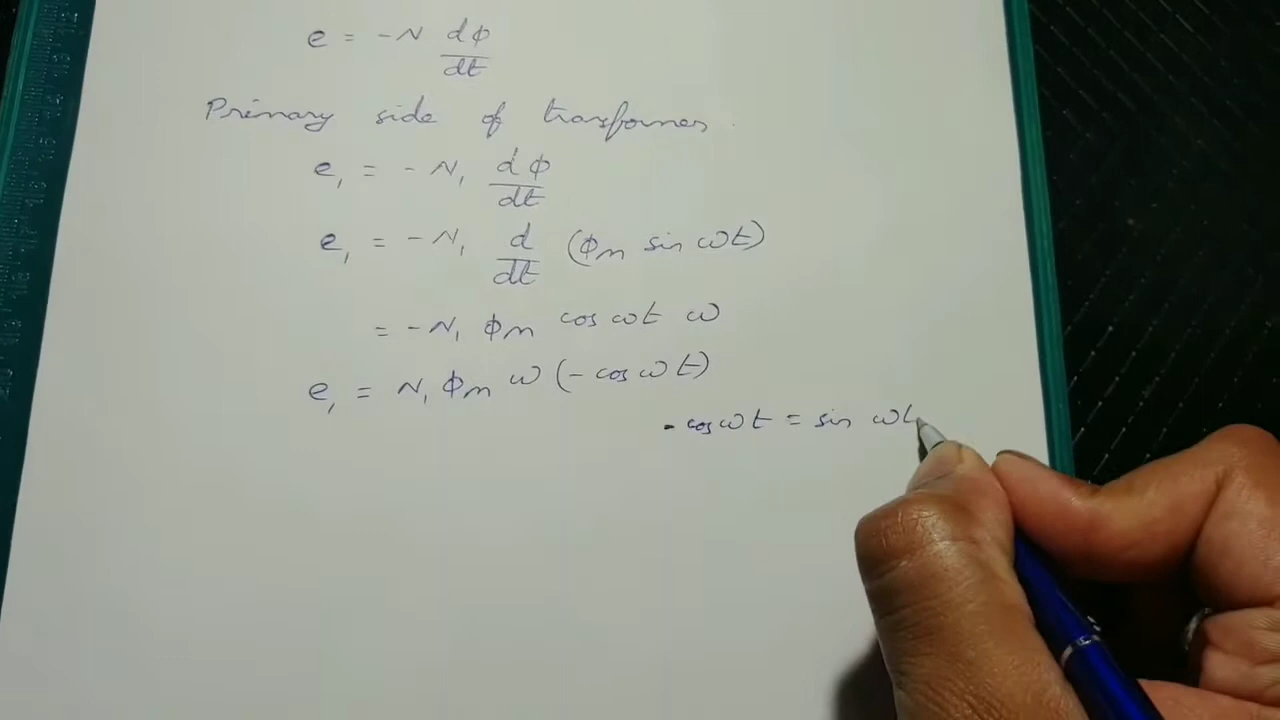 e = -N dφ/dt
Primary side of transformer.
e₁ = -N₁ dφ/dt
e₁ = -N₁ d/dt (φm sin ωt)
= -N₁ φm cos ωt ω
e₁ = N₁ φm ω (-cos ωt)
- cos ωt = sin ωt